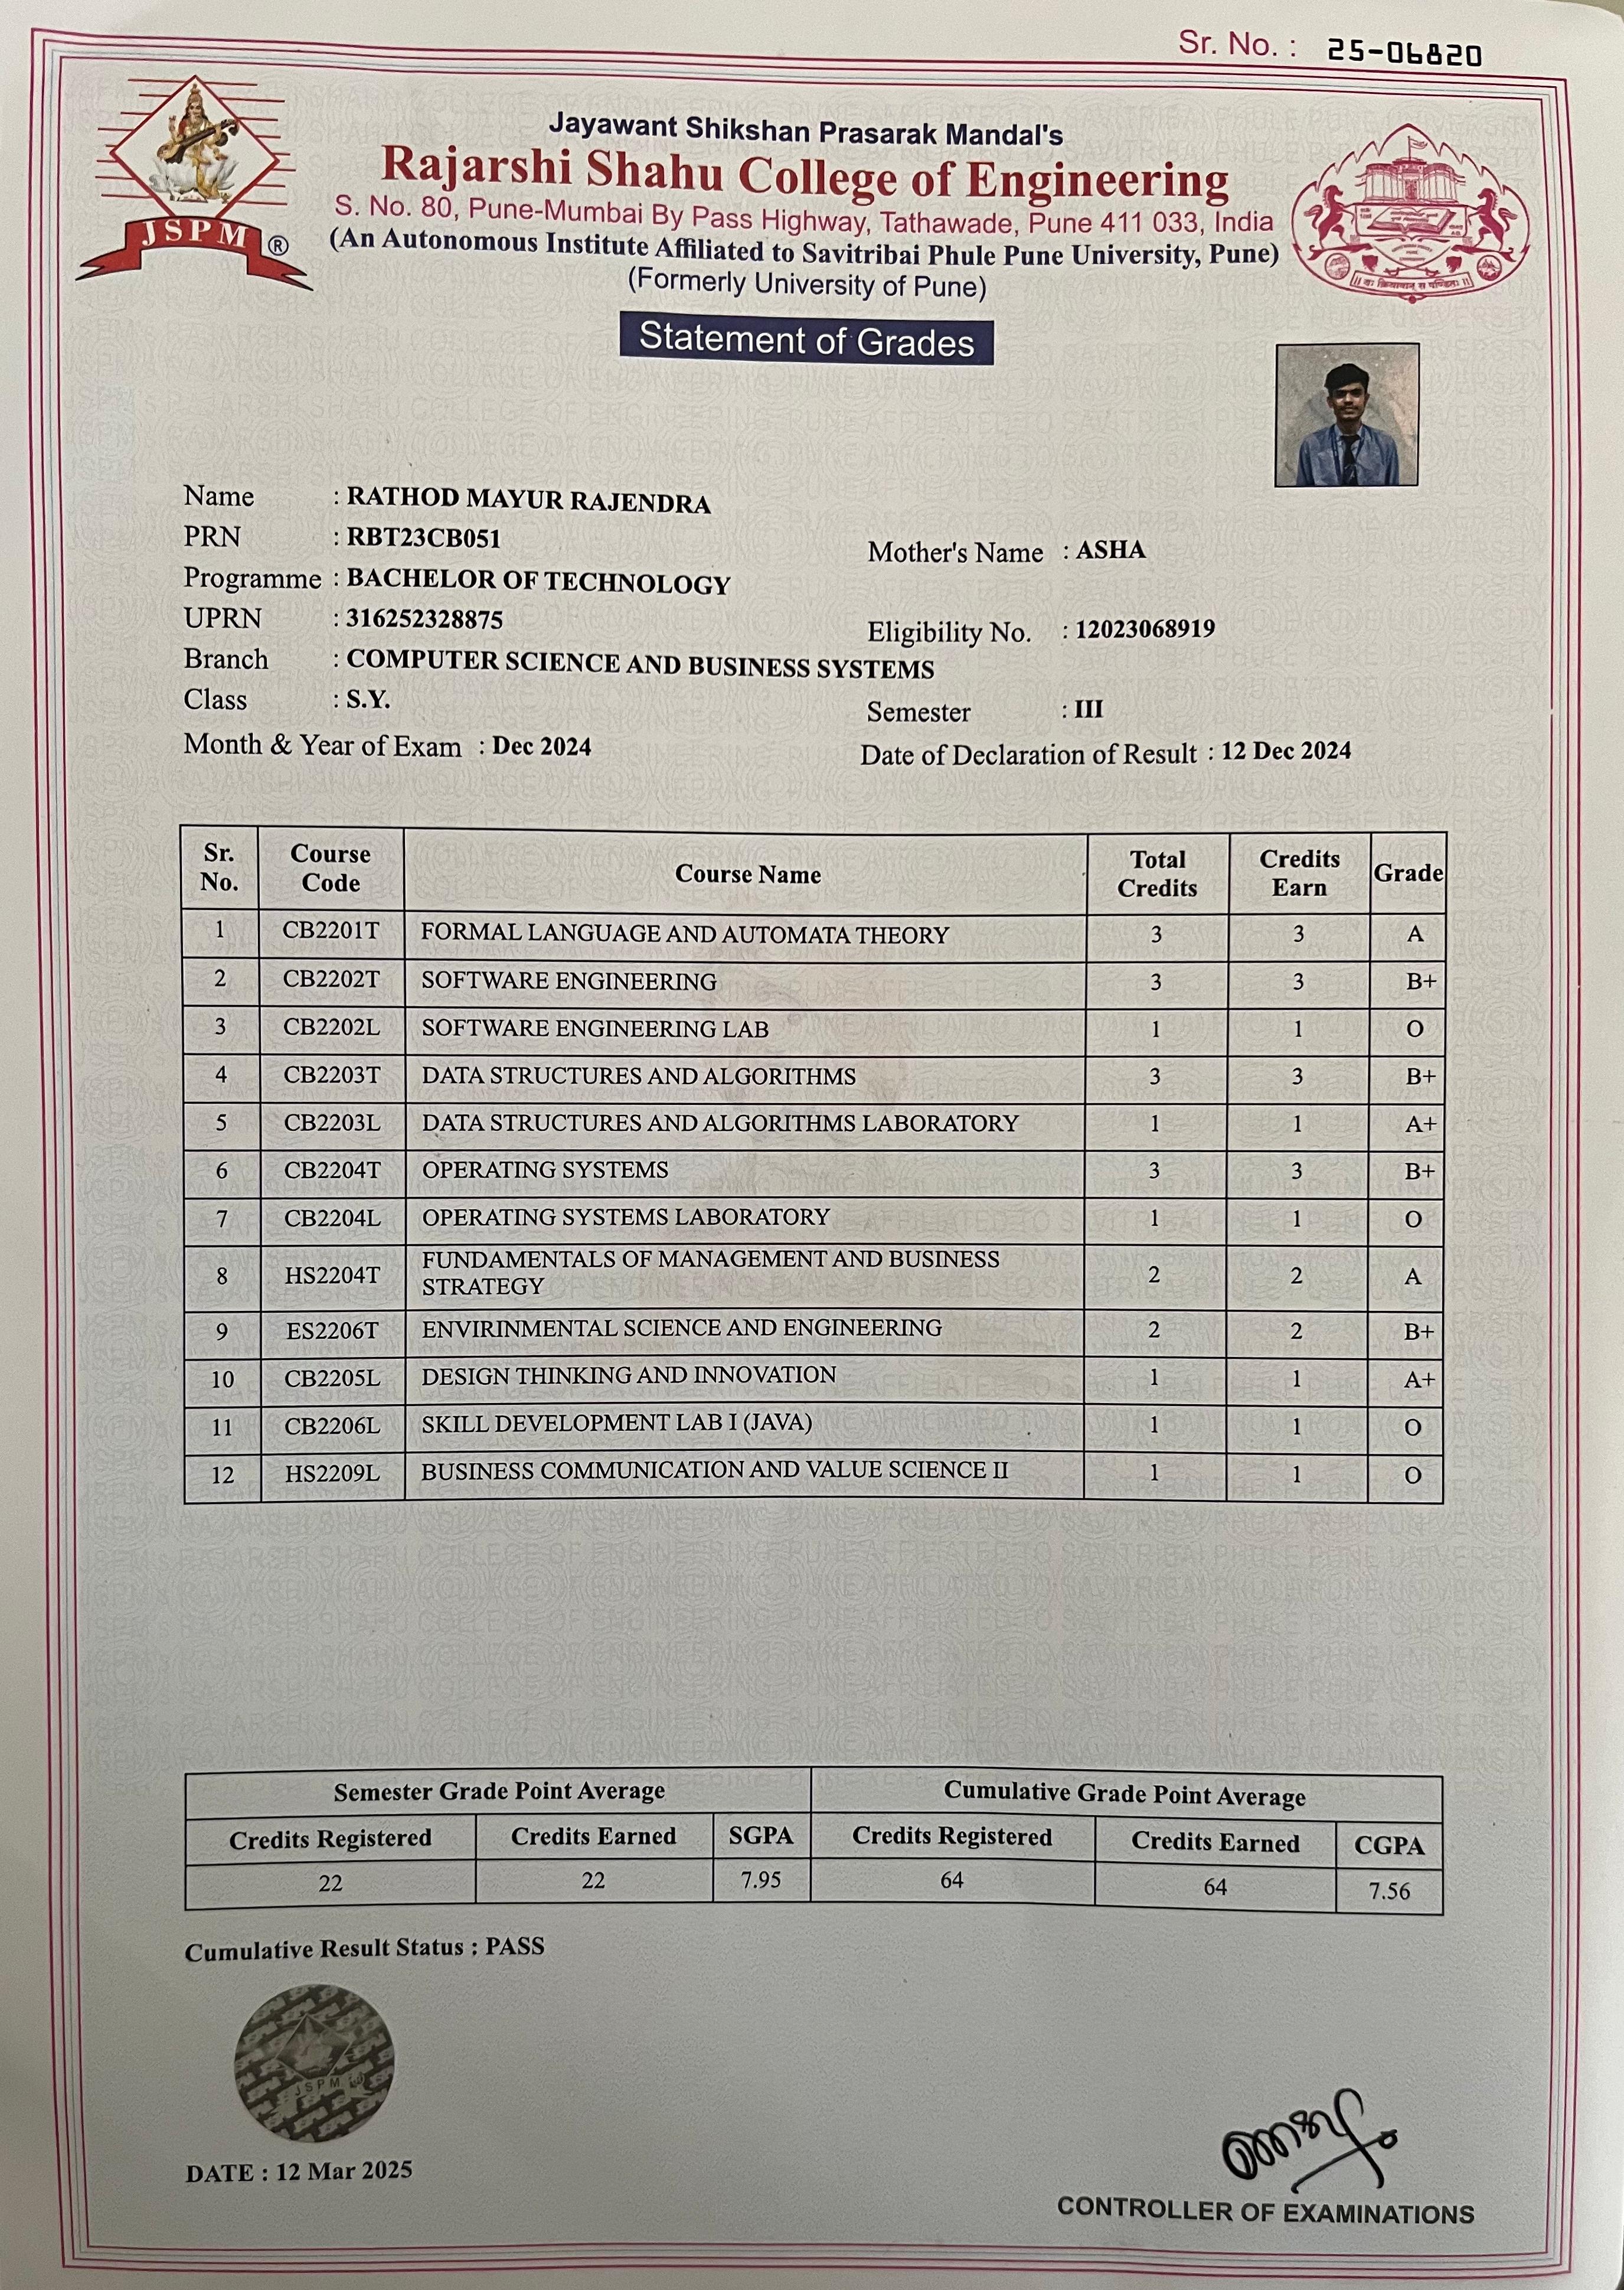 Sr. No. : 25-06820
Jayawant Shikshan Prasarak Mandal's
Rajarshi Shahu College of Engineering
S. No. 80, Pune-Mumbai By Pass Highway, Tathawade, Pune 411 033, India
(An Autonomous Institute Affiliated to Savitribai Phule Pune University, Pune)
(Formerly University of Pune)
JSPM ®
Statement of Grades
Name : RATHOD MAYUR RAJENDRA
PRN : RBT23CB051
Mother's Name : ASHA
Programme : BACHELOR OF TECHNOLOGY
UPRN : 316252328875
Eligibility No. : 12023068919
Branch : COMPUTER SCIENCE AND BUSINESS SYSTEMS
Class : S.Y.
Semester : III
Month & Year of Exam : Dec 2024
Date of Declaration of Result : 12 Dec 2024
Sr. No. Course Code Course Name Total Credits Credits Earn Grade
1 CB2201T FORMAL LANGUAGE AND AUTOMATA THEORY 3 3 A
2 CB2202T SOFTWARE ENGINEERING 3 3 B+
3 CB2202L SOFTWARE ENGINEERING LAB 1 1 O
4 CB2203T DATA STRUCTURES AND ALGORITHMS 3 3 B+
5 CB2203L DATA STRUCTURES AND ALGORITHMS LABORATORY 1 1 A+
6 CB2204T OPERATING SYSTEMS 3 3 B+
7 CB2204L OPERATING SYSTEMS LABORATORY 1 1 O
8 HS2204T FUNDAMENTALS OF MANAGEMENT AND BUSINESS STRATEGY 2 2 A
9 ES2206T ENVIRINMENTAL SCIENCE AND ENGINEERING 2 2 B+
10 CB2205L DESIGN THINKING AND INNOVATION 1 1 A+
11 CB2206L SKILL DEVELOPMENT LAB I (JAVA) 1 1 O
12 HS2209L BUSINESS COMMUNICATION AND VALUE SCIENCE II 1 1 O
Semester Grade Point Average Cumulative Grade Point Average
Credits Registered Credits Earned SGPA Credits Registered Credits Earned CGPA
22 22 7.95 64 64 7.56
Cumulative Result Status : PASS
JSPM
DATE : 12 Mar 2025
CONTROLLER OF EXAMINATIONS